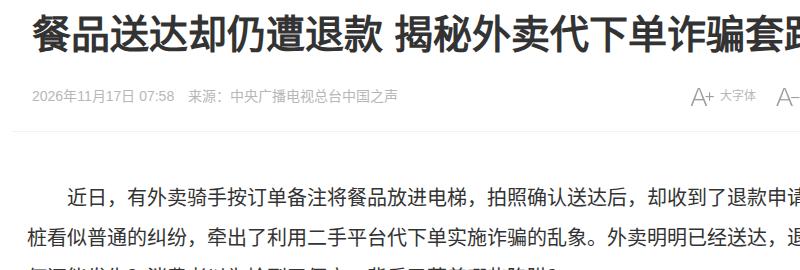 餐品送达却仍遭退款 揭秘外卖代下单诈骗套
2026年11月17日 07:58 来源：中央广播电视总台中国之声 A+ 大字体 A-
近日，有外卖骑手按订单备注将餐品放进电梯，拍照确认送达后，却收到了退款申请
桩看似普通的纠纷，牵出了利用二手平台代下单实施诈骗的乱象。外卖明明已经送达，退